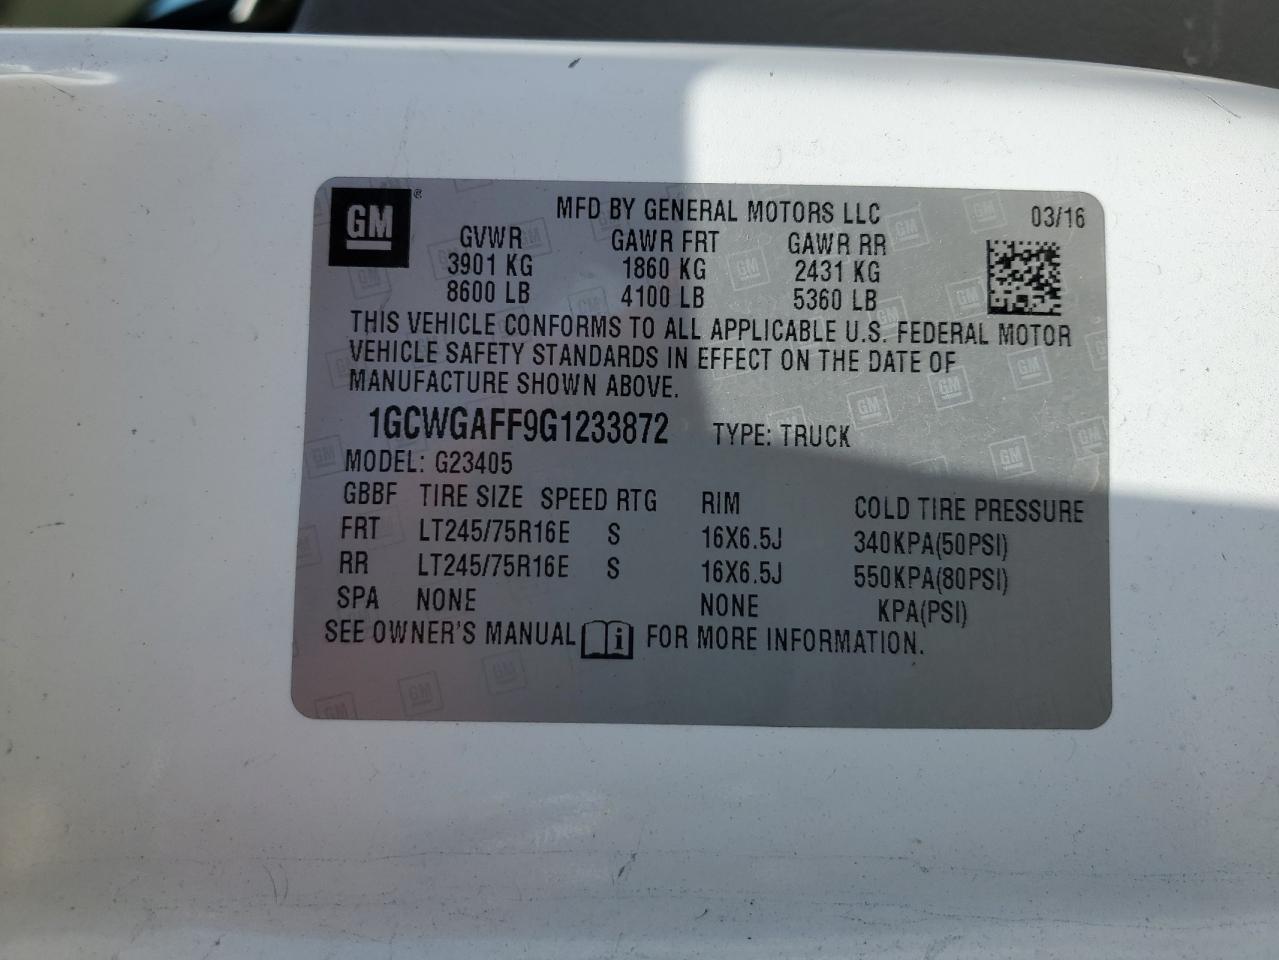 GM ®
MFD BY GENERAL MOTORS LLC 03/16
GVWR GAWR FRT GAWR RR
3901 KG 1860 KG 2431 KG
8600 LB 4100 LB 5360 LB
THIS VEHICLE CONFORMS TO ALL APPLICABLE U.S. FEDERAL MOTOR
VEHICLE SAFETY STANDARDS IN EFFECT ON THE DATE OF
MANUFACTURE SHOWN ABOVE.
1GCWGAFF9G1233872 TYPE: TRUCK
MODEL: G23405
GBBF TIRE SIZE SPEED RTG RIM COLD TIRE PRESSURE
FRT LT245/75R16E S 16X6.5J 340KPA(50PSI)
RR LT245/75R16E S 16X6.5J 550KPA(80PSI)
SPA NONE NONE KPA(PSI)
SEE OWNER'S MANUAL i FOR MORE INFORMATION.